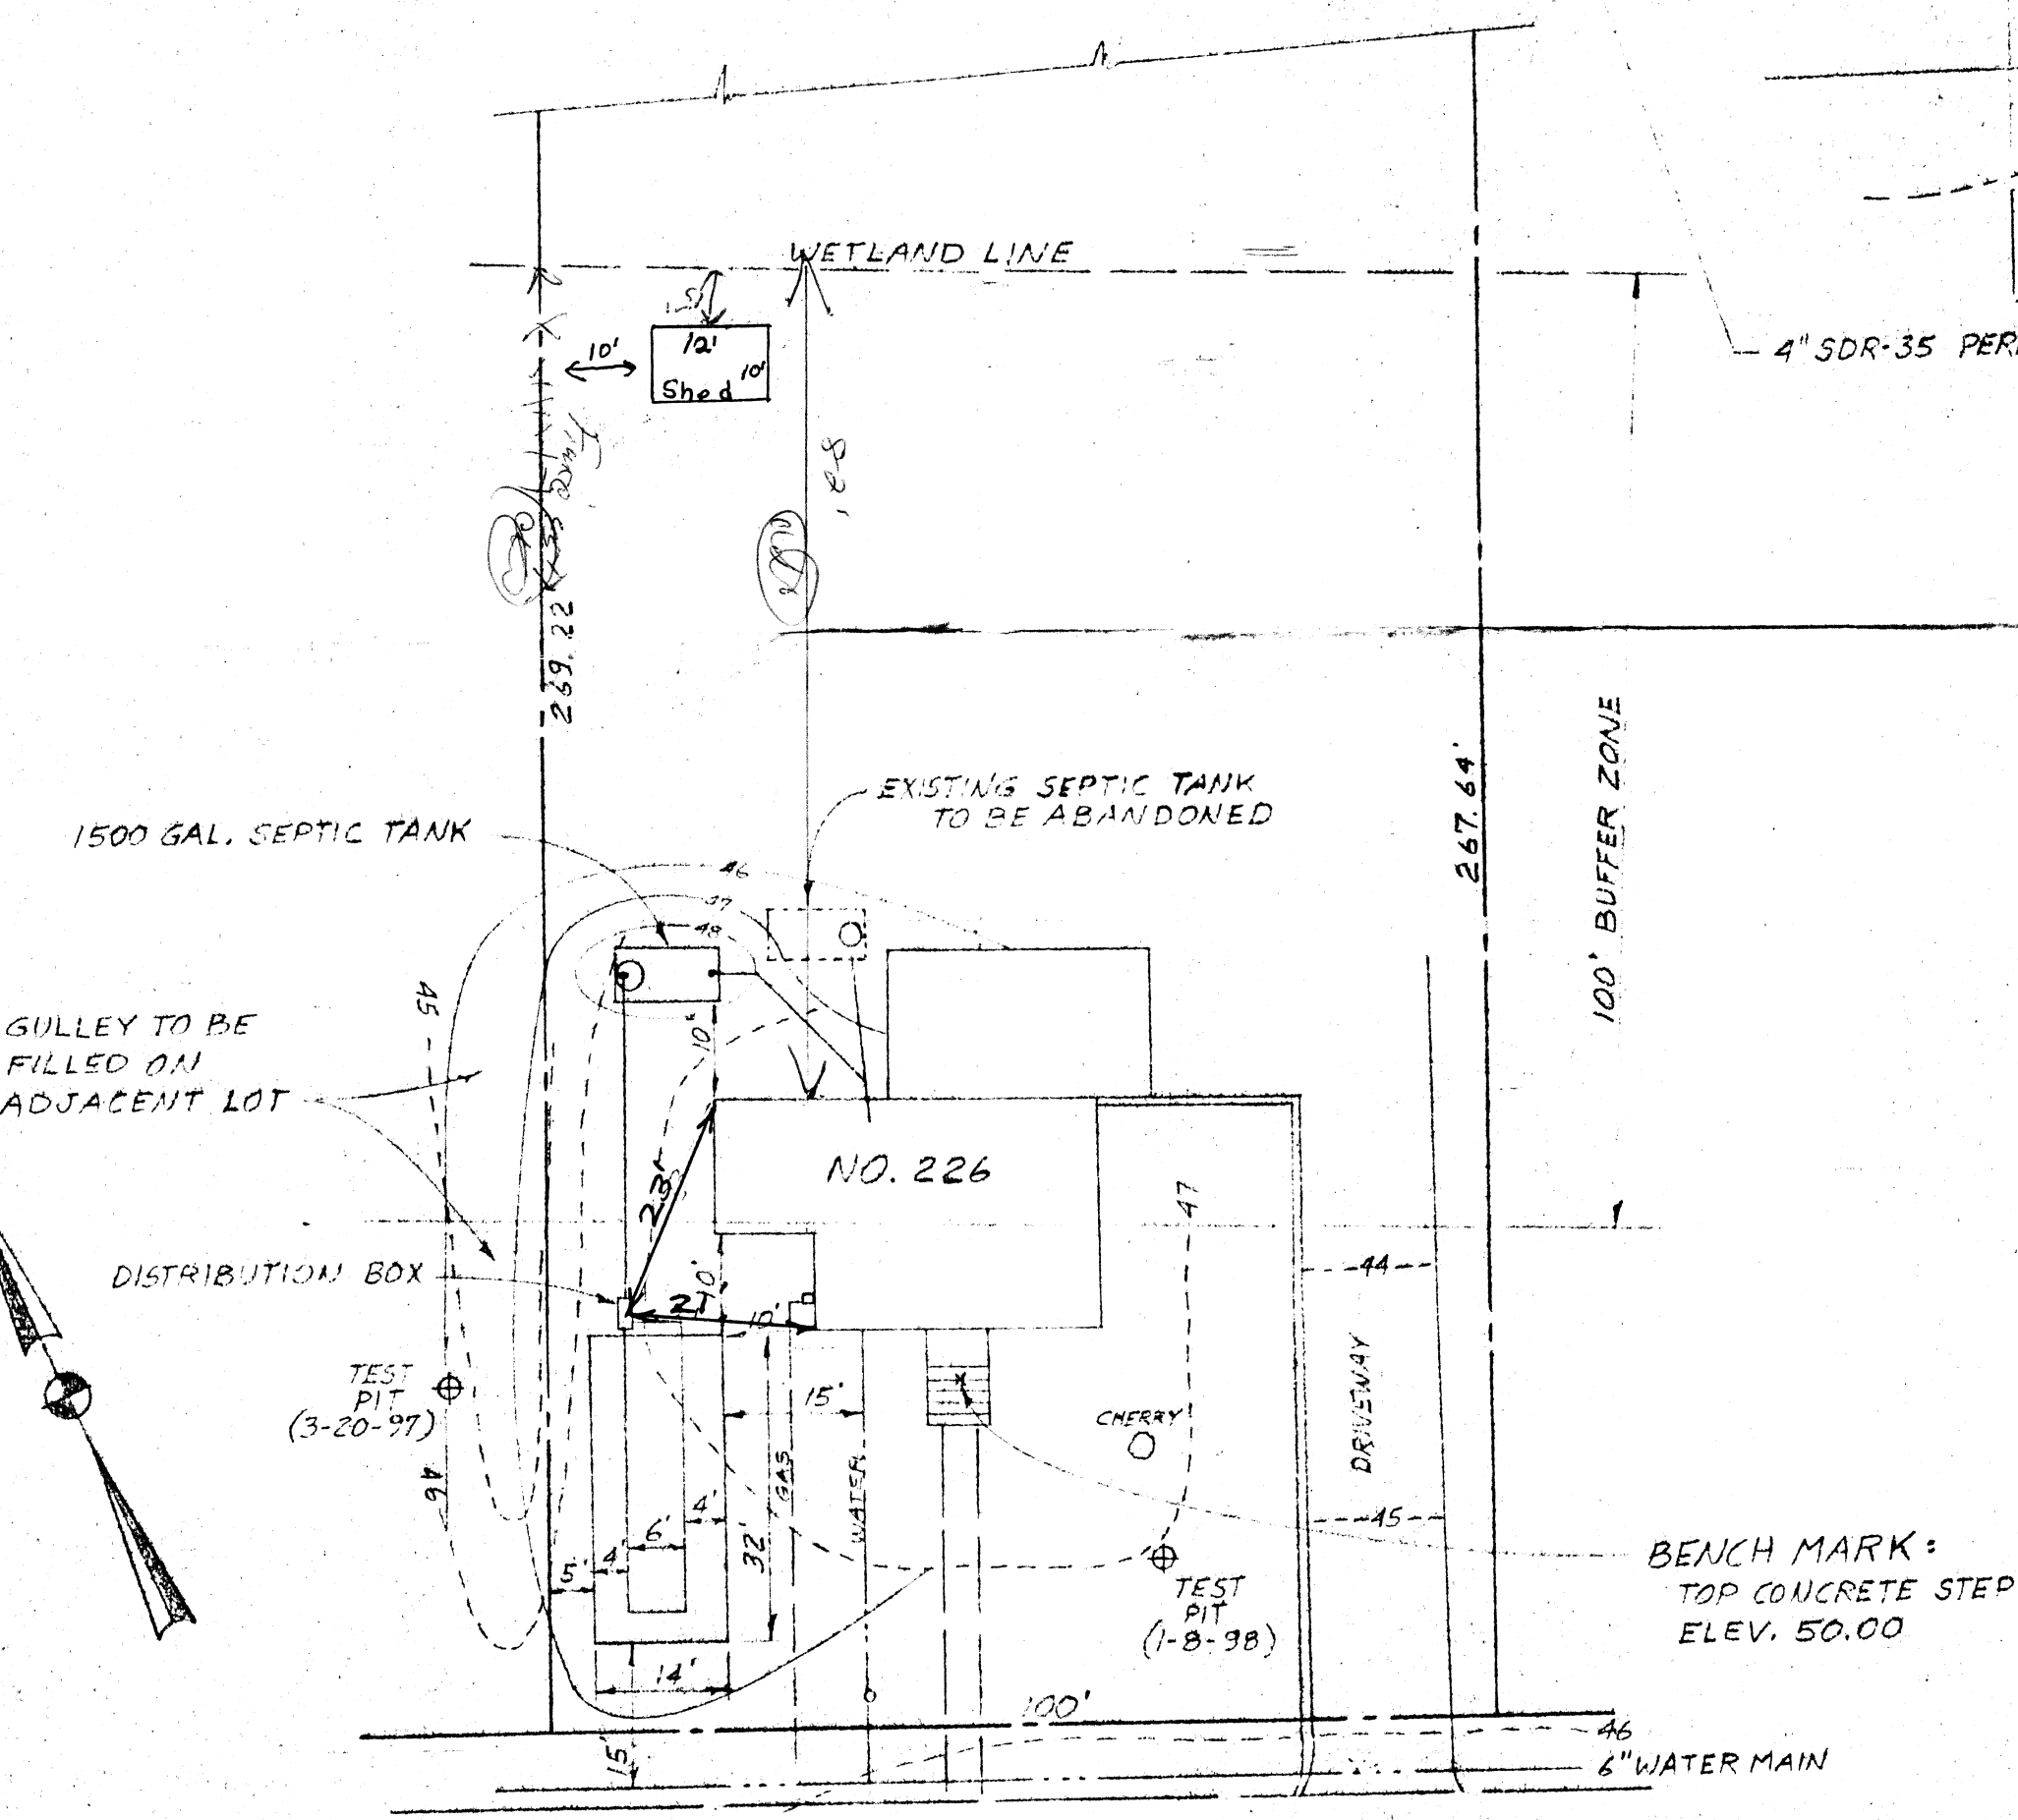 WETLAND LINE
15'
10'
12'
10'
Shed
4" SDR-35
269.22
267.64'
100' BUFFER ZONE
EXISTING SEPTIC TANK
TO BE ABANDONED
1500 GAL. SEPTIC TANK
46
47
48
45
10'
GULLEY TO BE
FILLED ON
ADJACENT LOT
NO. 226
23'
47
44
DISTRIBUTION BOX
10'
21'
10'
TEST
PIT
(3-20-97)
15'
CHERRY
DRIVEWAY
GAS
WATER
46
4'
6'
4'
5'
32'
45
BENCH MARK:
TOP CONCRETE STEP
ELEV. 50.00
TEST
PIT
(1-8-98)
14'
100'
15'
46
6" WATER MAIN